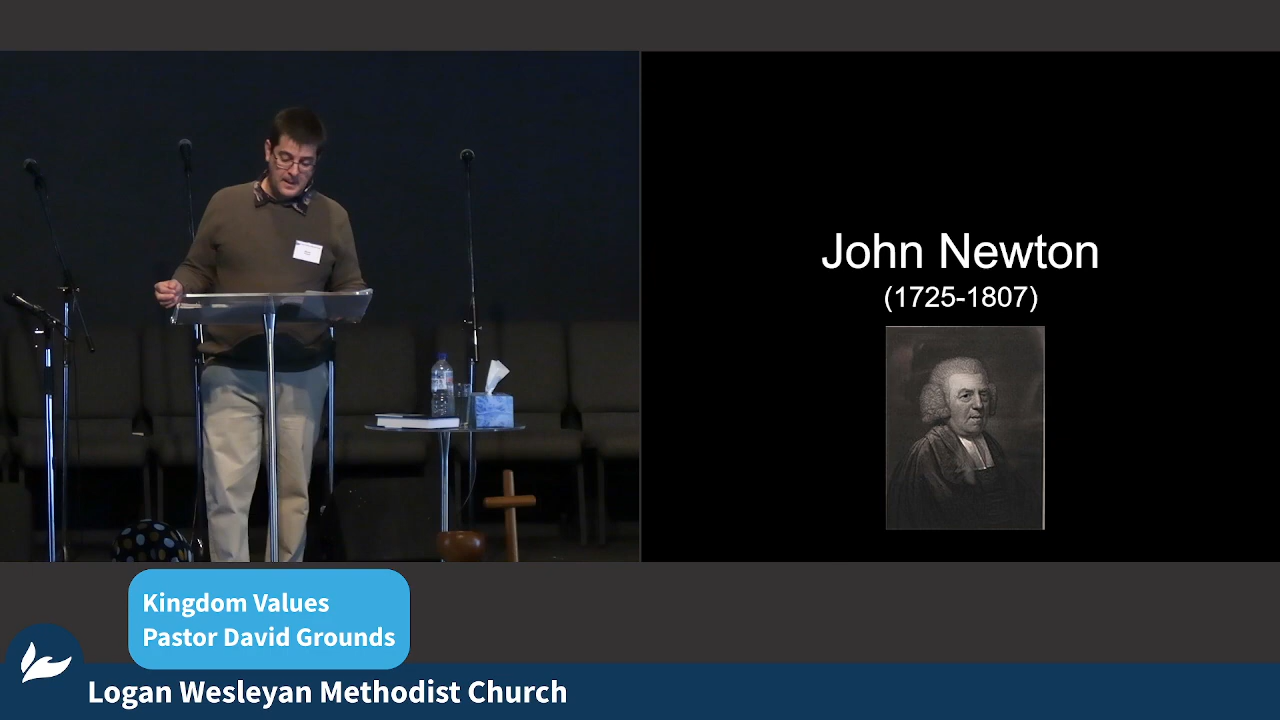 John Newton
(1725-1807)
Kingdom Values
Pastor David Grounds
Logan Wesleyan Methodist Church